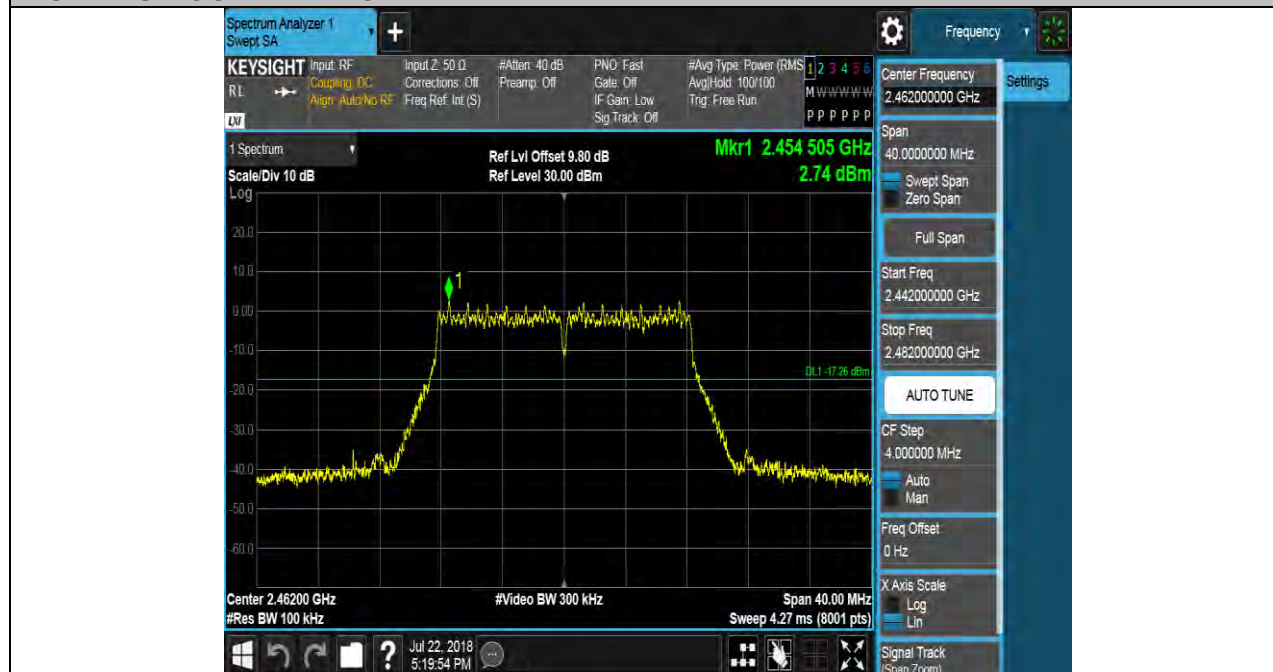 Spectrum Analyzer 1
Swept SA
+
Frequency
KEYSIGHT
RL
LXI
Input: RF
Coupling: DC
Align: Auto/No RF
Input Z: 50 Ω
Corrections: Off
Freq Ref: Int (S)
#Atten: 40 dB
Preamp: Off
PNO: Fast
Gate: Off
IF Gain: Low
Sig Track: Off
#Avg Type: Power (RMS
Avg|Hold: 100/100
Trig: Free Run
1 2 3 4 5 6
M W W W W W
P P P P P P
1 Spectrum
Scale/Div 10 dB
Ref Lvl Offset 9.80 dB
Ref Level 30.00 dBm
Mkr1 2.454 505 GHz
2.74 dBm
Log
20.0
10.0
0.00
-10.0
-20.0
-30.0
-40.0
-50.0
-60.0
1
DL1 -17.26 dBm
Center 2.46200 GHz
#Res BW 100 kHz
#Video BW 300 kHz
Span 40.00 MHz
Sweep 4.27 ms (8001 pts)
Jul 22, 2018
5:19:54 PM
Center Frequency
2.462000000 GHz
Span
40.0000000 MHz
Swept Span
Zero Span
Full Span
Start Freq
2.442000000 GHz
Stop Freq
2.482000000 GHz
AUTO TUNE
CF Step
4.000000 MHz
Auto
Man
Freq Offset
0 Hz
X Axis Scale
Log
Lin
Signal Track
(Span Zoom)
Settings